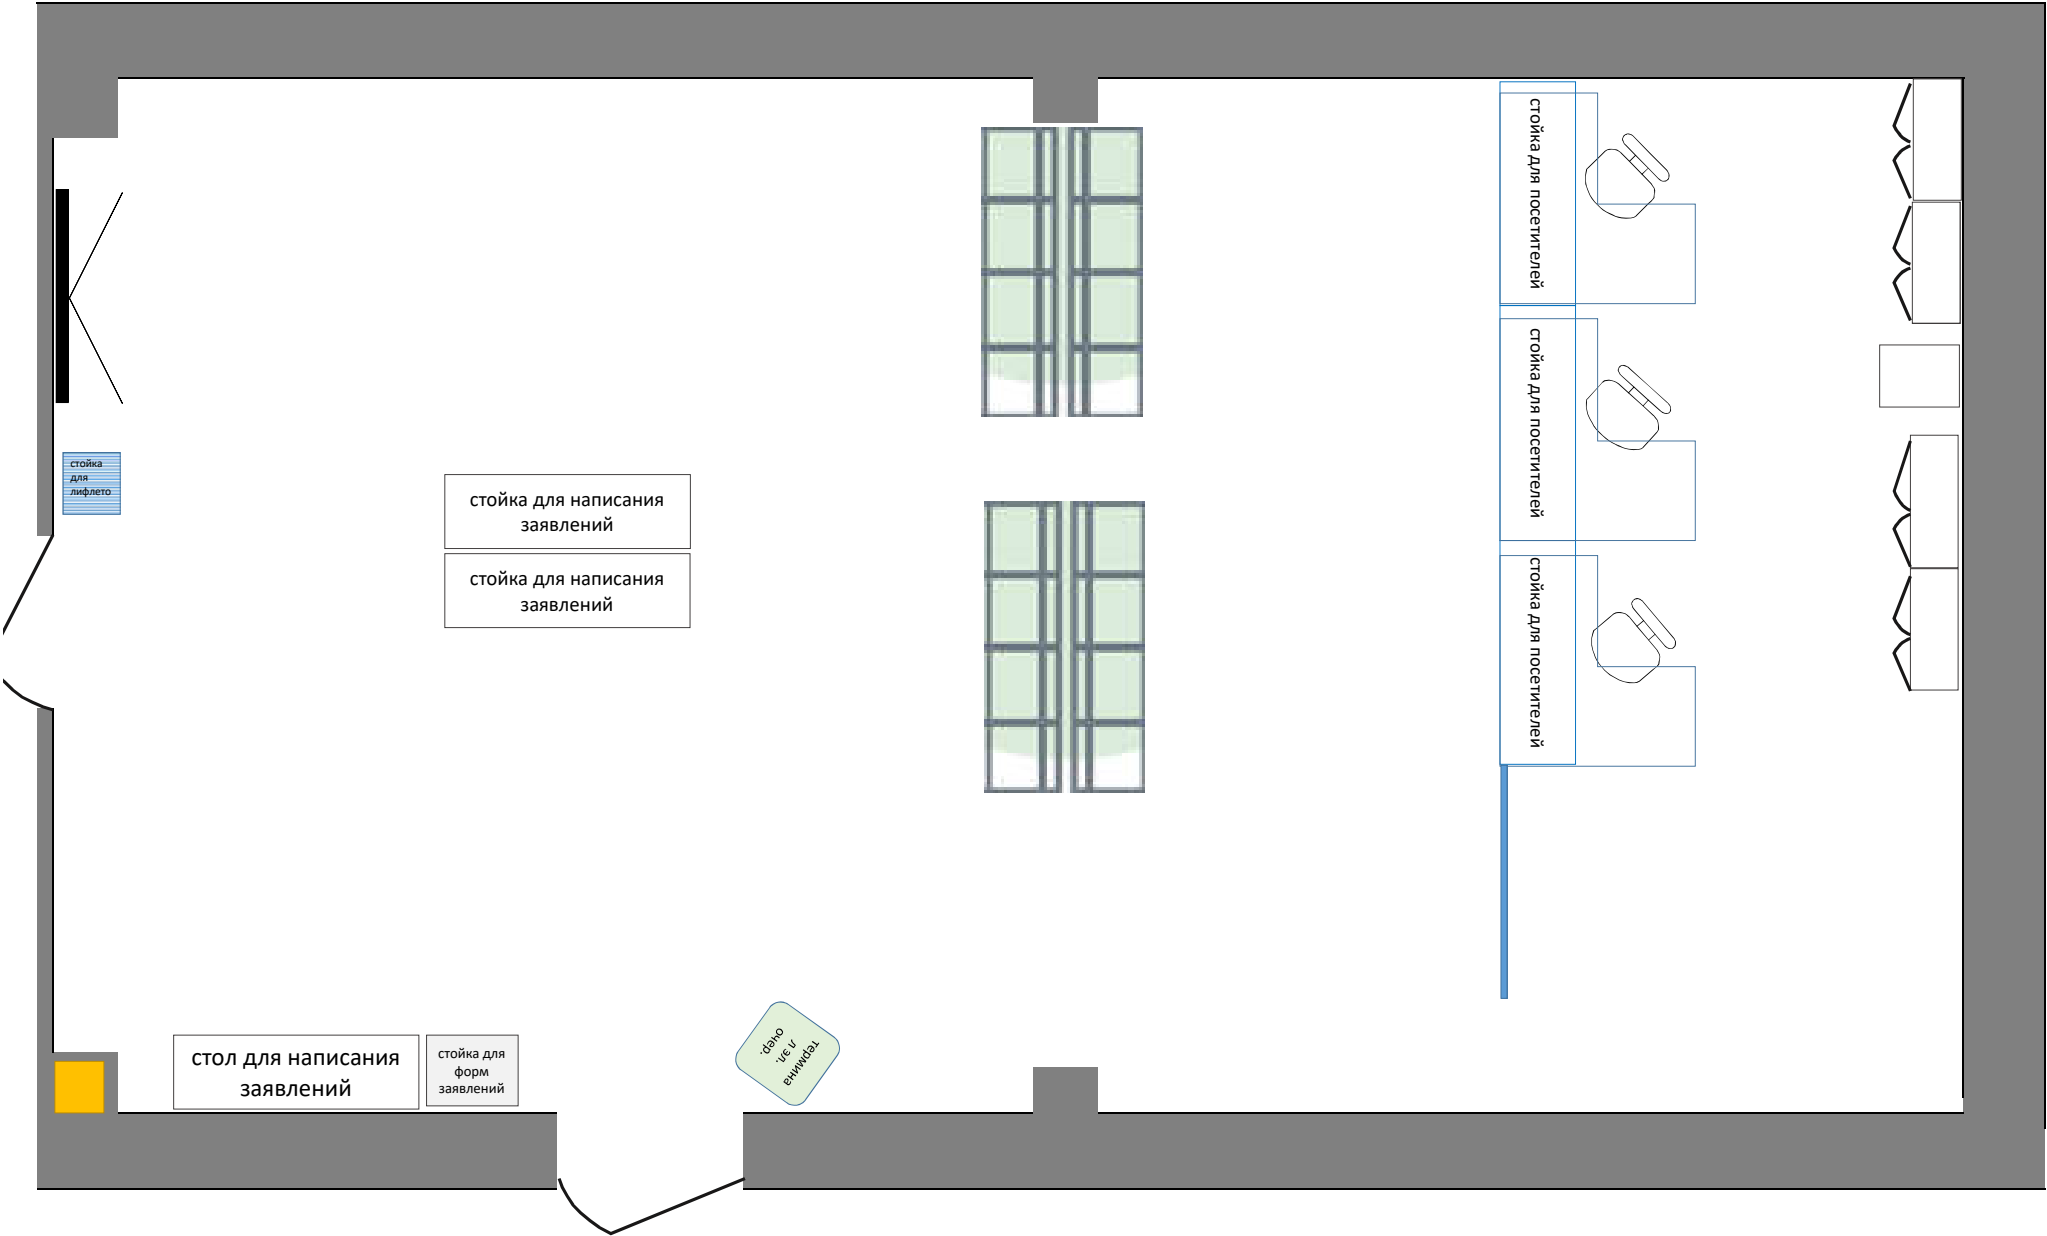 стойка для посетителей
стойка для посетителей
стойка для посетителей
стойка
для
лифлето
стойка для написания
заявлений
стойка для написания
заявлений
термина
л эл.
очер.
стол для написания
заявлений
стойка для
форм
заявлений